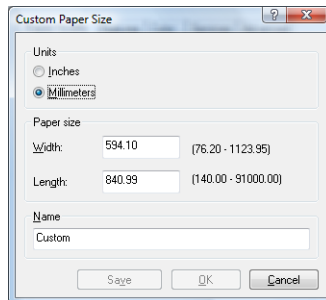 Custom Paper Size
Units
Inches
Millimeters
Paper size
Width: 594.10 (76.20 - 1123.95)
Length: 840.99 (140.00 - 91000.00)
Name
Custom
Save OK Cancel